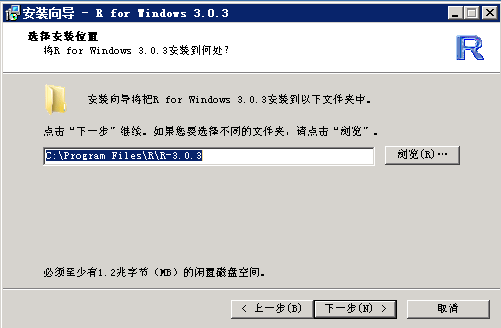 安装向导 - R for Windows 3.0.3
选择安装位置
将R for Windows 3.0.3安装到何处?
R
安装向导将把R for Windows 3.0.3安装到以下文件夹中。
点击“下一步”继续。如果您要选择不同的文件夹，请点击“浏览”。
C:\Program Files\R\R-3.0.3
浏览(R)…
必须至少有1.2兆字节（MB）的闲置磁盘空间。
< 上一步(B)
下一步(N) >
取消